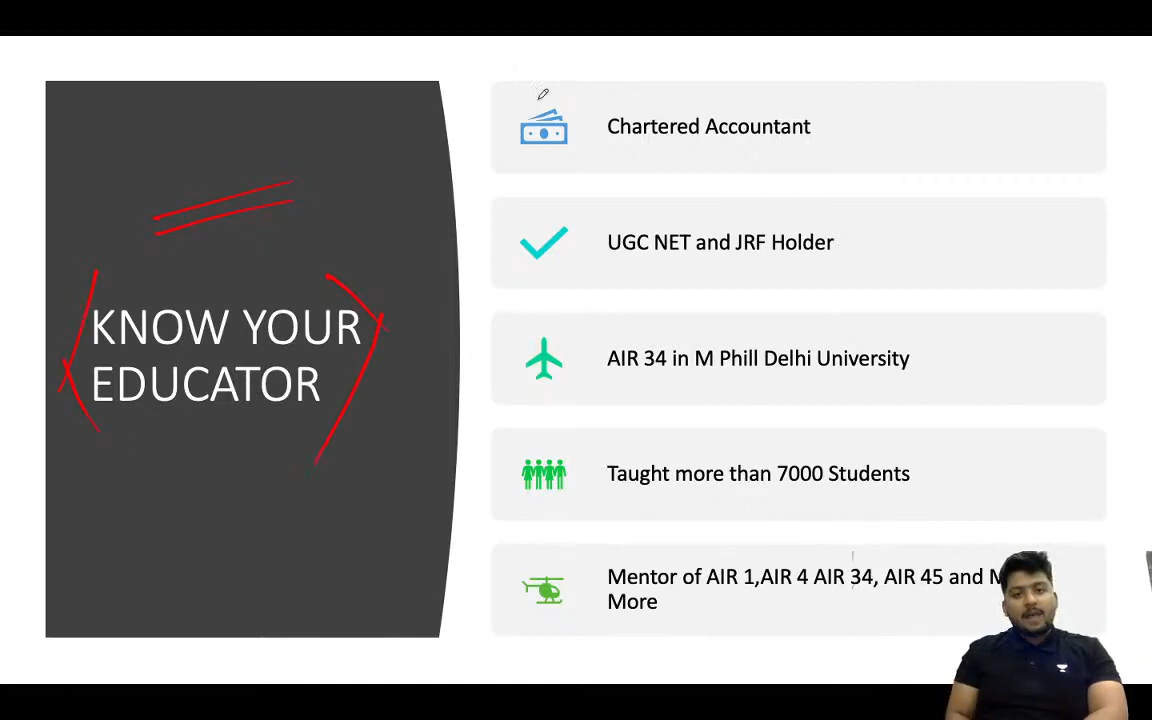 KNOW YOUR
EDUCATOR
Chartered Accountant
UGC NET and JRF Holder
AIR 34 in M Phill Delhi University
Taught more than 7000 Students
Mentor of AIR 1,AIR 4 AIR 34, AIR 45 and
More